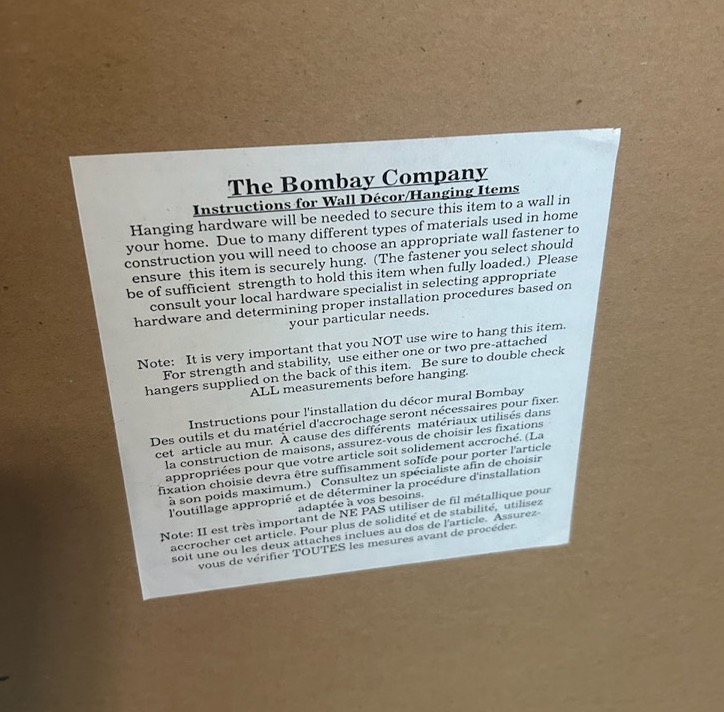 The Bombay Company
Instructions for Wall Décor/Hanging Items
Hanging hardware will be needed to secure this item to a wall in
your home. Due to many different types of materials used in home
construction you will need to choose an appropriate wall fastener to
ensure this item is securely hung. (The fastener you select should
be of sufficient strength to hold this item when fully loaded.) Please
consult your local hardware specialist in selecting appropriate
hardware and determining proper installation procedures based on
your particular needs.
Note: It is very important that you NOT use wire to hang this item.
For strength and stability, use either one or two pre-attached
hangers supplied on the back of this item. Be sure to double check
ALL measurements before hanging.
Instructions pour l'installation du décor mural Bombay
Des outils et du matériel d'accrochage seront nécessaires pour fixer
cet article au mur. À cause des différents matériaux utilisés dans
la construction de maisons, assurez-vous de choisir les fixations
appropriées pour que votre article soit solidement accroché. (La
fixation choisie devra être suffisamment solide pour porter l'article
à son poids maximum.) Consultez un spécialiste afin de choisir
l'outillage approprié et de déterminer la procédure d'installation
adaptée à vos besoins.
Note: II est très important de NE PAS utiliser de fil métallique pour
accrocher cet article. Pour plus de solidité et de stabilité, utilisez
soit une ou les deux attaches inclues au dos de l'article. Assurez-
vous de vérifier TOUTES les mesures avant de procéder.